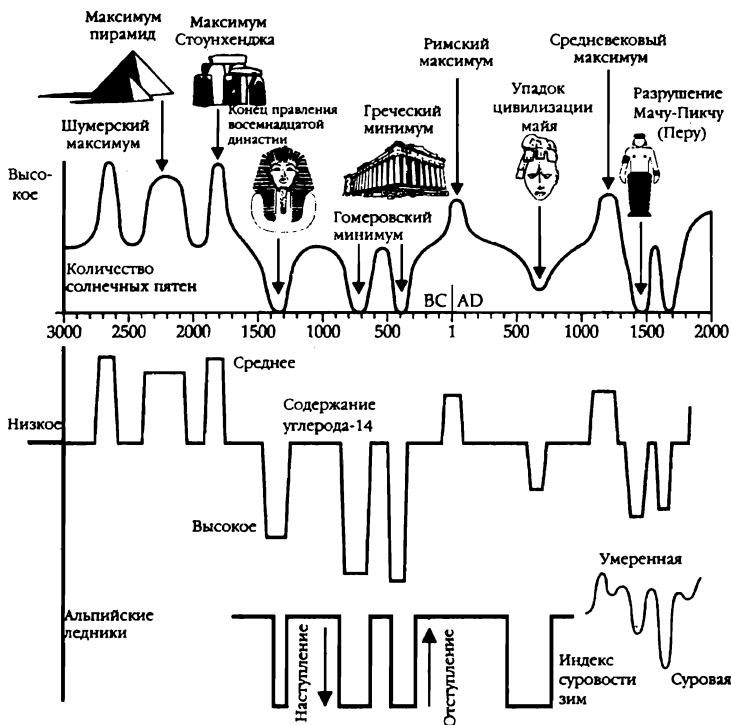 Максимум
пирамид
Максимум
Стоунхенджа
Римский
максимум
Средневековый
максимум
Шумерский
максимум
Конец правления
восемнадцатой
династии
Греческий
минимум
Упадок
цивилизации
майя
Разрушение
Мачу-Пикчу
(Перу)
Высо-
кое
Гомеровский
минимум
Количество
солнечных пятен
BC AD
3000 2500 2000 1500 1000 500 1 500 1000 1500 2000
Среднее
Низкое
Содержание
углерода-14
Высокое
Умеренная
Альпийские
ледники
Наступление
Отступление
Индекс
суровости
зим
Суровая